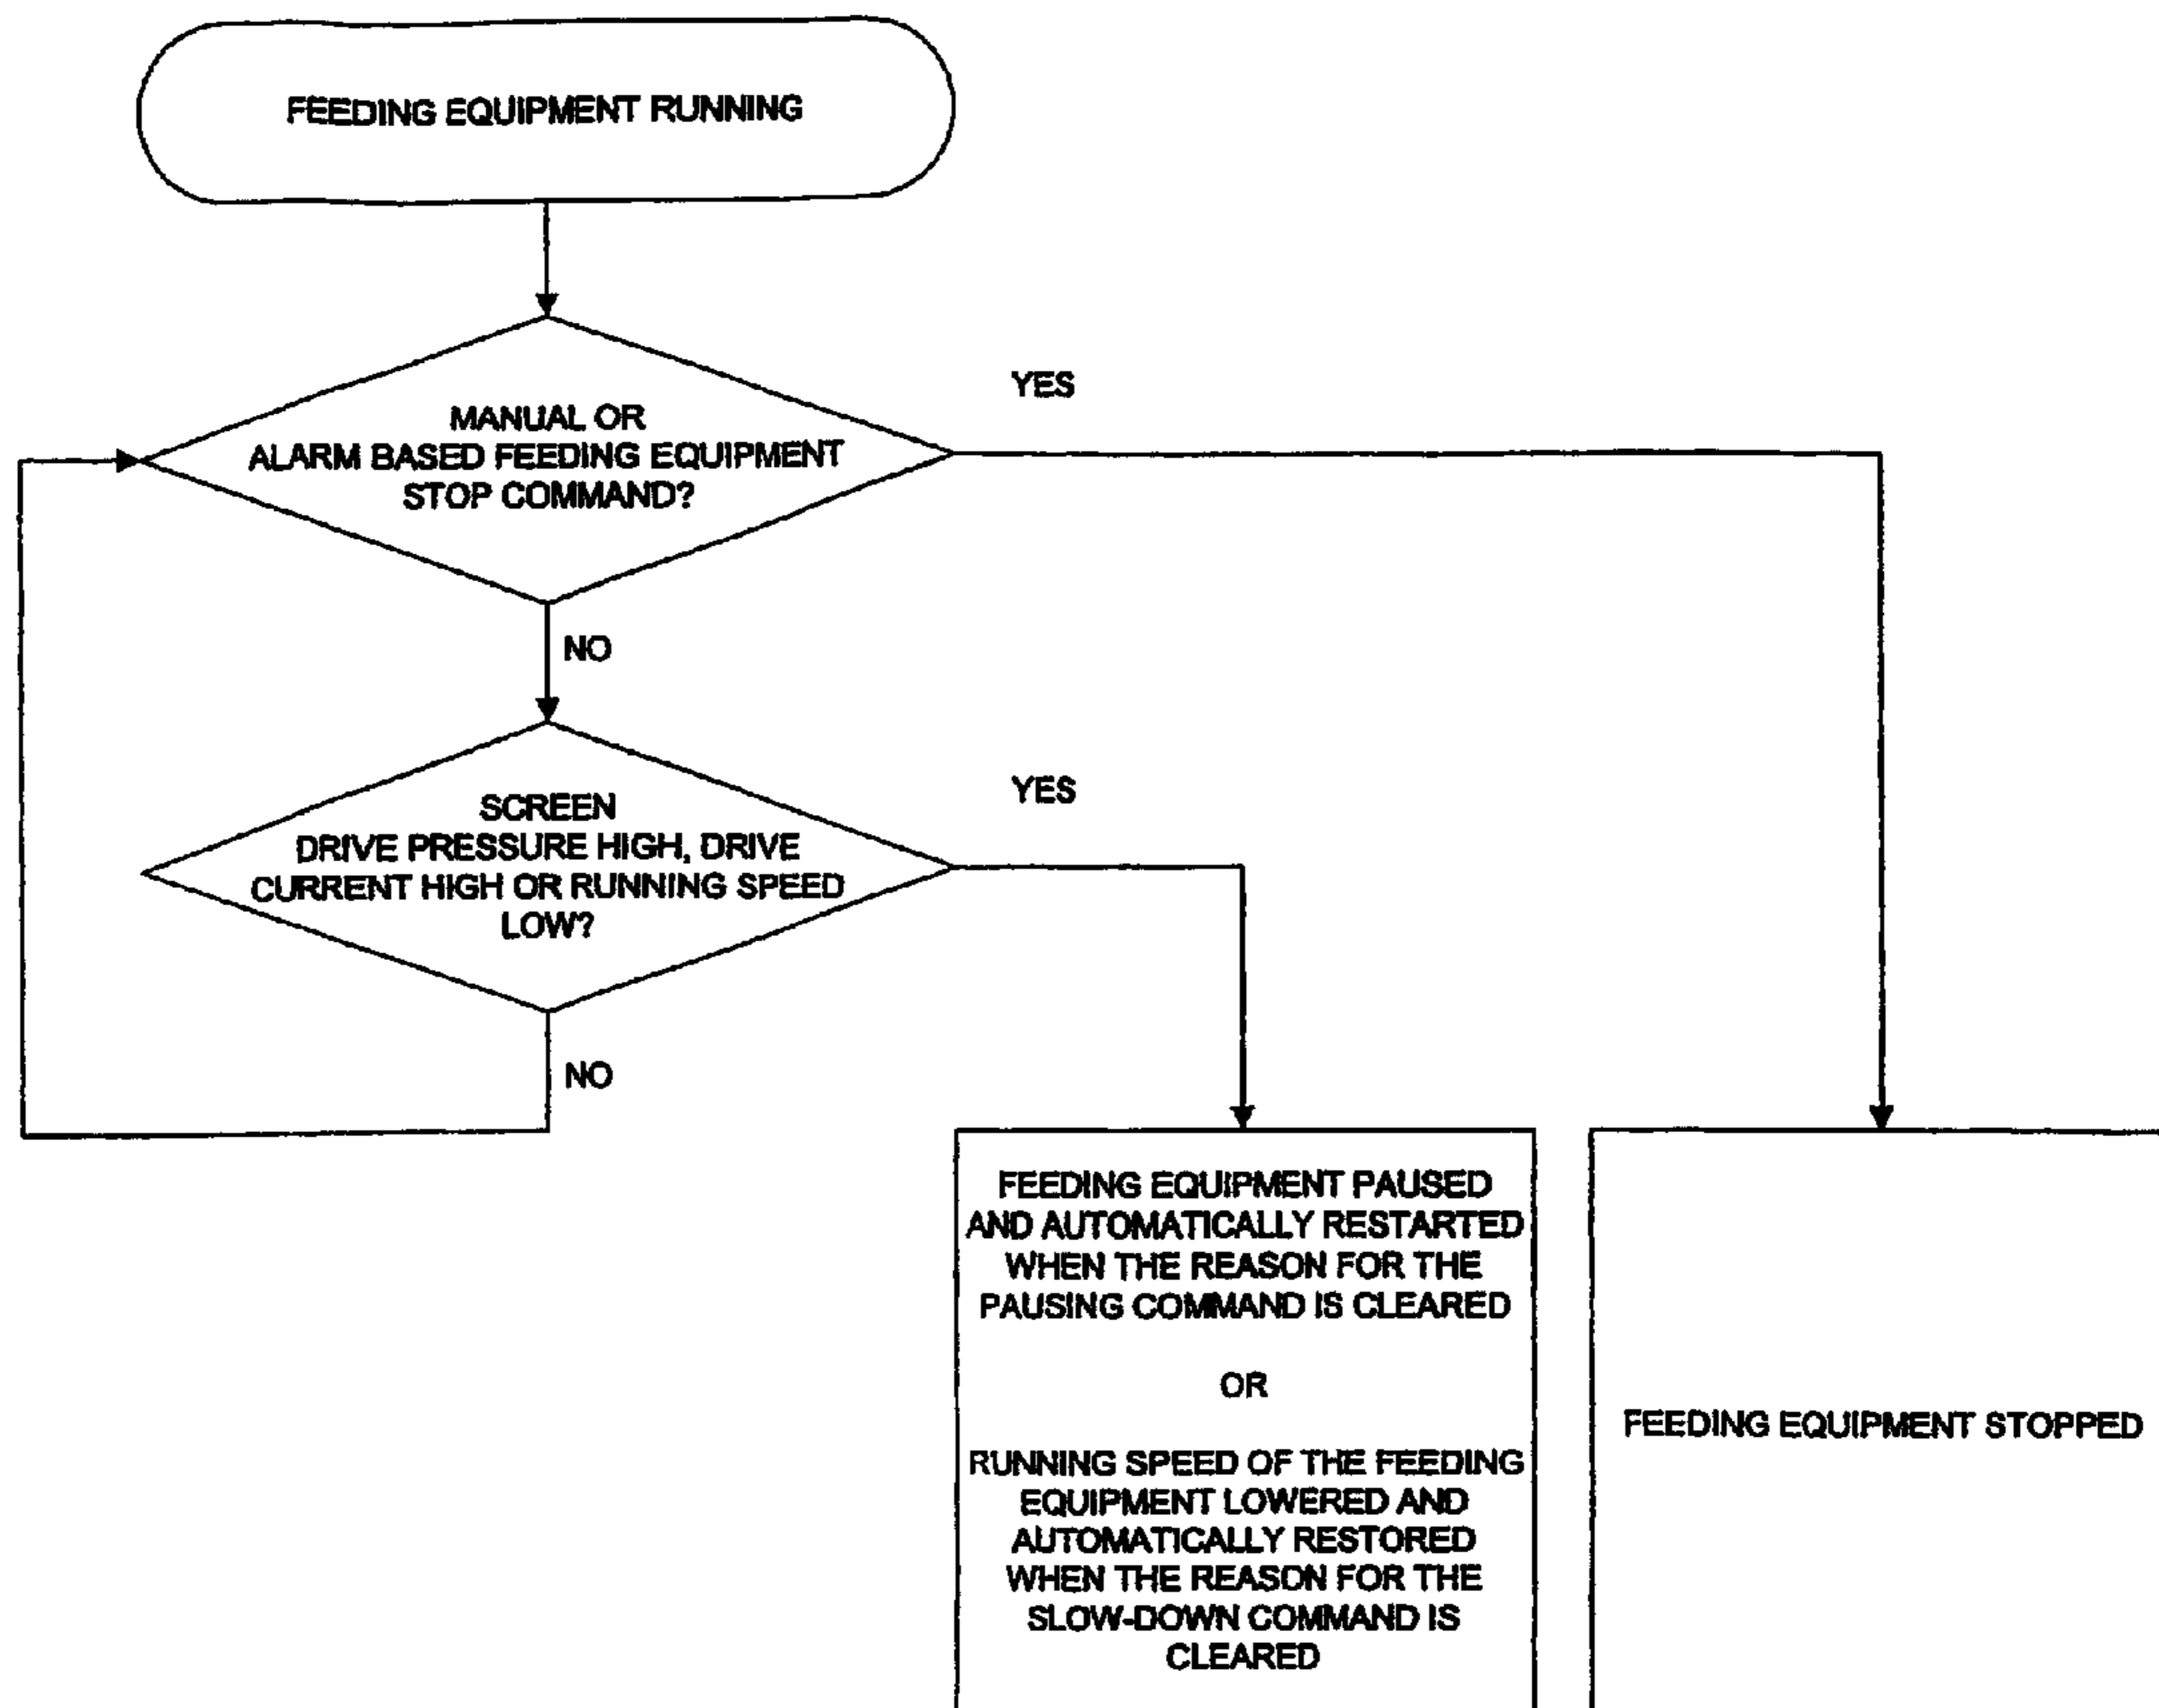 FEEDING EQUIPMENT RUNNING
MANUAL OR
ALARM BASED FEEDING EQUIPMENT
STOP COMMAND?
YES
NO
SCREEN
DRIVE PRESSURE HIGH, DRIVE
CURRENT HIGH OR RUNNING SPEED
LOW?
YES
NO
FEEDING EQUIPMENT PAUSED
AND AUTOMATICALLY RESTARTED
WHEN THE REASON FOR THE
PAUSING COMMAND IS CLEARED
OR
RUNNING SPEED OF THE FEEDING
EQUIPMENT LOWERED AND
AUTOMATICALLY RESTORED
WHEN THE REASON FOR THE
SLOW-DOWN COMMAND IS
CLEARED
FEEDING EQUIPMENT STOPPED